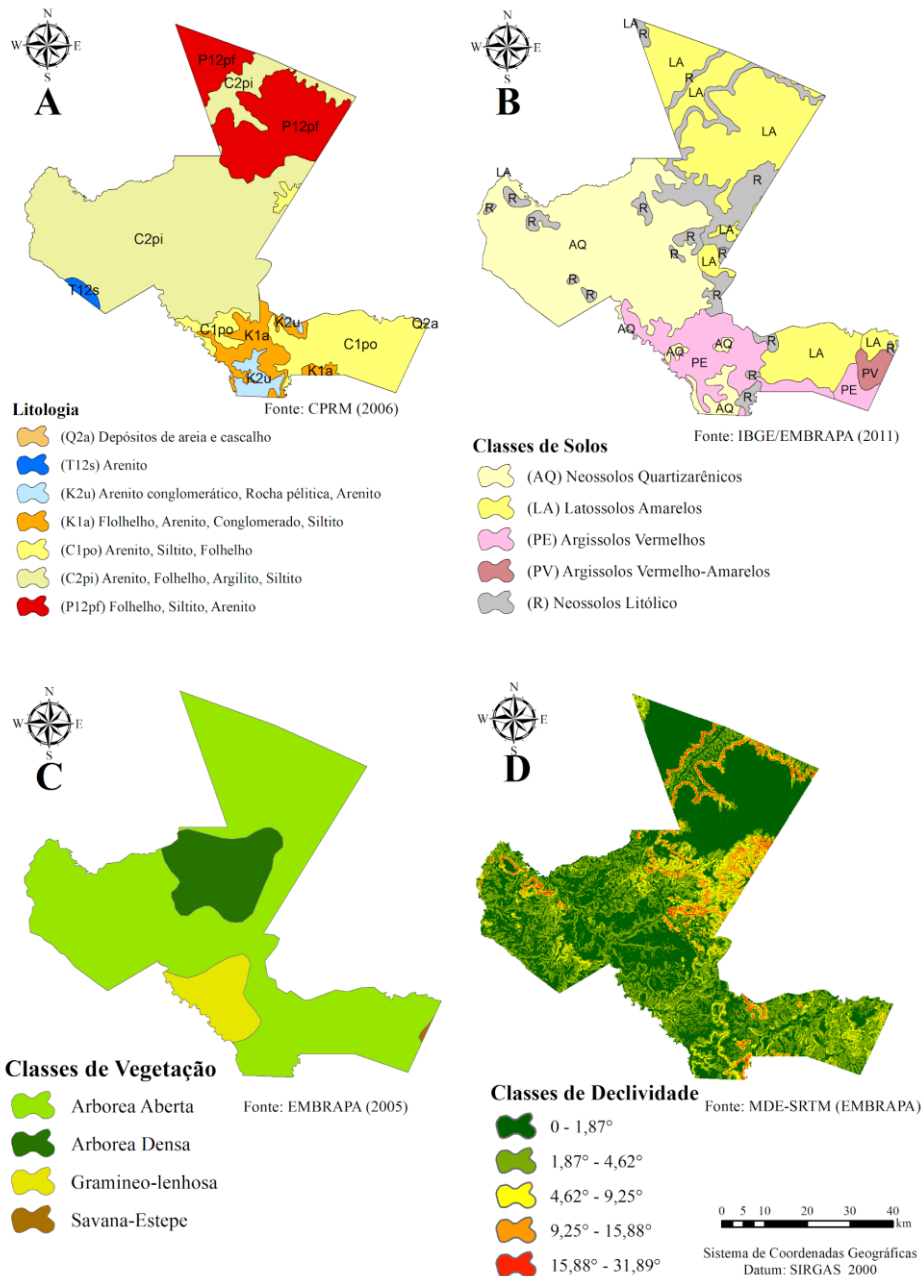 N
W E
S
A
P12pf
C2pi
P12pf
C2pi
T12s
C1po
K1a
K2u
Q2a
C1po
K1a
K2u
Fonte: CPRM (2006)
Litologia
(Q2a) Depósitos de areia e cascalho
(T12s) Arenito
(K2u) Arenito conglomerático, Rocha pélitica, Arenito
(K1a) Flolhelho, Arenito, Conglomerado, Siltito
(C1po) Arenito, Siltito, Folhelho
(C2pi) Arenito, Folhelho, Argilito, Siltito
(P12pf) Folhelho, Siltito, Arenito
N
W E
S
B
LA
R
LA
R
LA
LA
R
LA
R
R
R
R
AQ
R
R
LA
R
LA
R
R
R
AQ
R
LA
LA
R
AQ
AQ
PE
R
PE
PV
AQ
R
Fonte: IBGE/EMBRAPA (2011)
Classes de Solos
(AQ) Neossolos Quartizarênicos
(LA) Latossolos Amarelos
(PE) Argissolos Vermelhos
(PV) Argissolos Vermelho-Amarelos
(R) Neossolos Litólico
N
W E
S
C
Classes de Vegetação
Fonte: EMBRAPA (2005)
Arborea Aberta
Arborea Densa
Gramineo-lenhosa
Savana-Estepe
N
W E
S
D
Classes de Declividade
Fonte: MDE-SRTM (EMBRAPA)
0 - 1,87°
1,87° - 4,62°
4,62° - 9,25°
9,25° - 15,88°
15,88° - 31,89°
0 5 10 20 30 40
km
Sistema de Coordenadas Geográficas
Datum: SIRGAS 2000